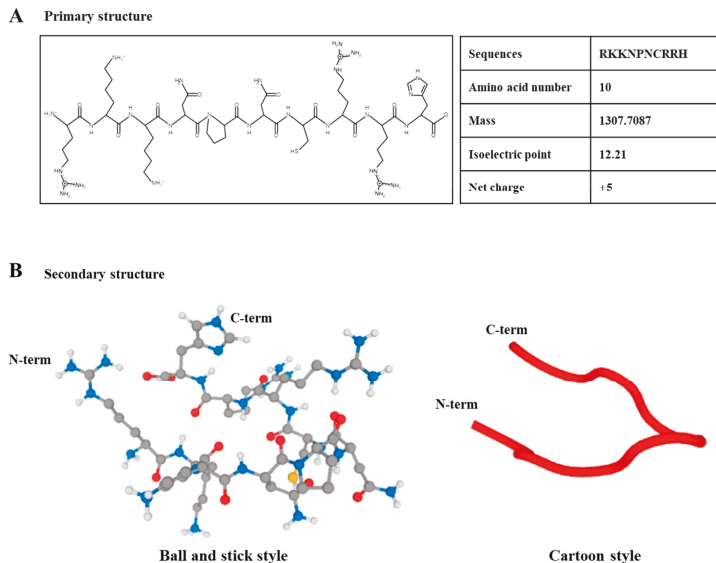 A Primary structure
Sequences RKKNPNCRRH
Amino acid number 10
Mass 1307.7087
Isoelectric point 12.21
Net charge +5
B Secondary structure
C-term
N-term
C-term
N-term
Ball and stick style
Cartoon style